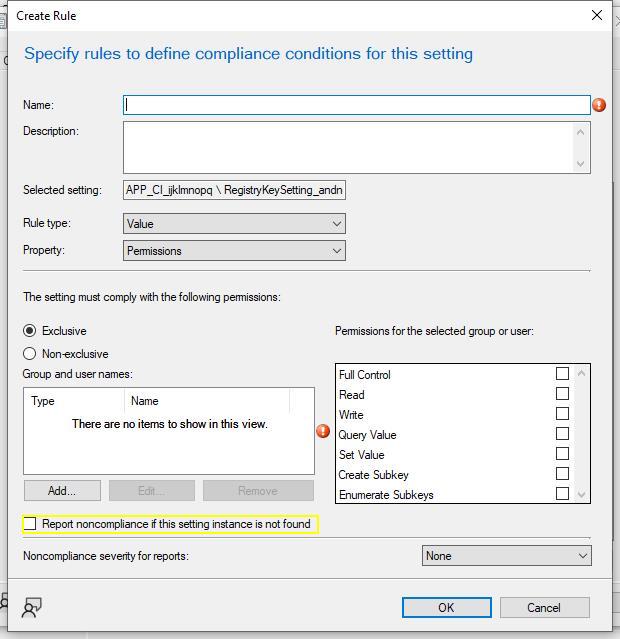 Create Rule
Specify rules to define compliance conditions for this setting
Name:
Description:
Selected setting: APP_CI_ijklmnopq \ RegistryKeySetting_andn
Rule type: Value
Property: Permissions
The setting must comply with the following permissions:
Exclusive
Non-exclusive
Group and user names:
Type Name
There are no items to show in this view.
Add... Edit... Remove
Permissions for the selected group or user:
Full Control
Read
Write
Query Value
Set Value
Create Subkey
Enumerate Subkeys
Report noncompliance if this setting instance is not found
Noncompliance severity for reports: None
OK Cancel